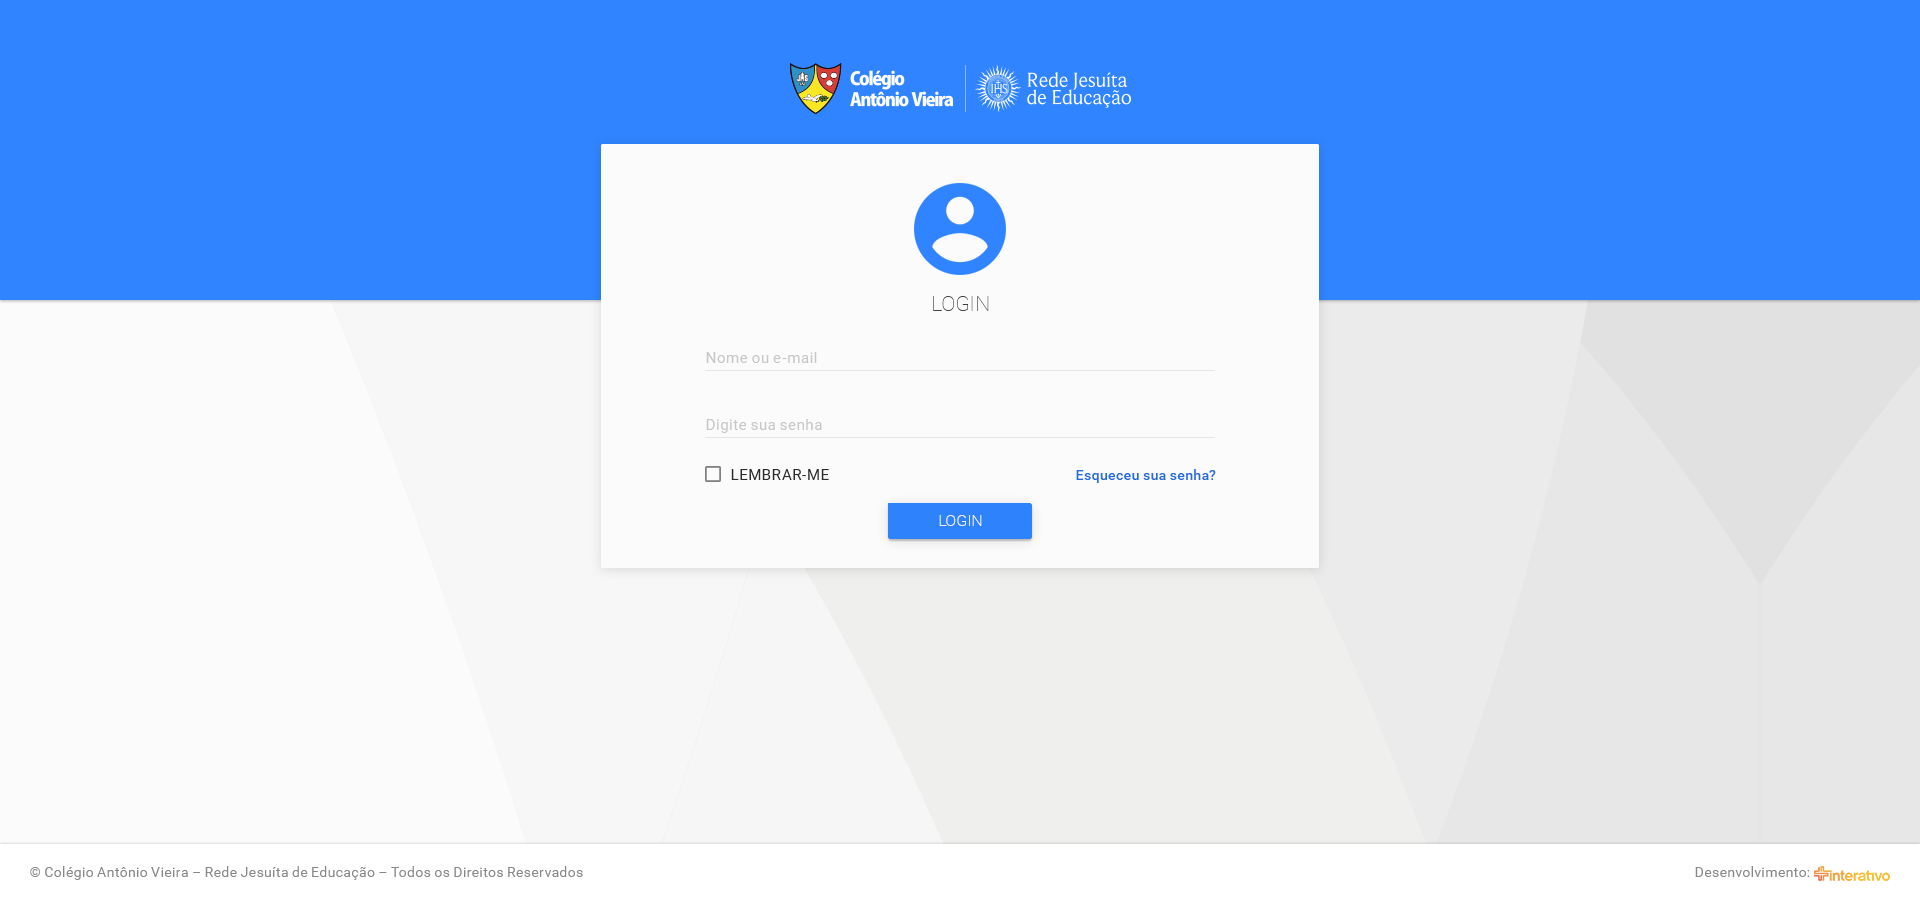 Colégio
Antônio Vieira
Rede Jesuíta
de Educação
LOGIN
Nome ou e-mail
Digite sua senha
LEMBRAR-ME
Esqueceu sua senha?
LOGIN
© Colégio Antônio Vieira – Rede Jesuíta de Educação – Todos os Direitos Reservados
Desenvolvimento: interativo